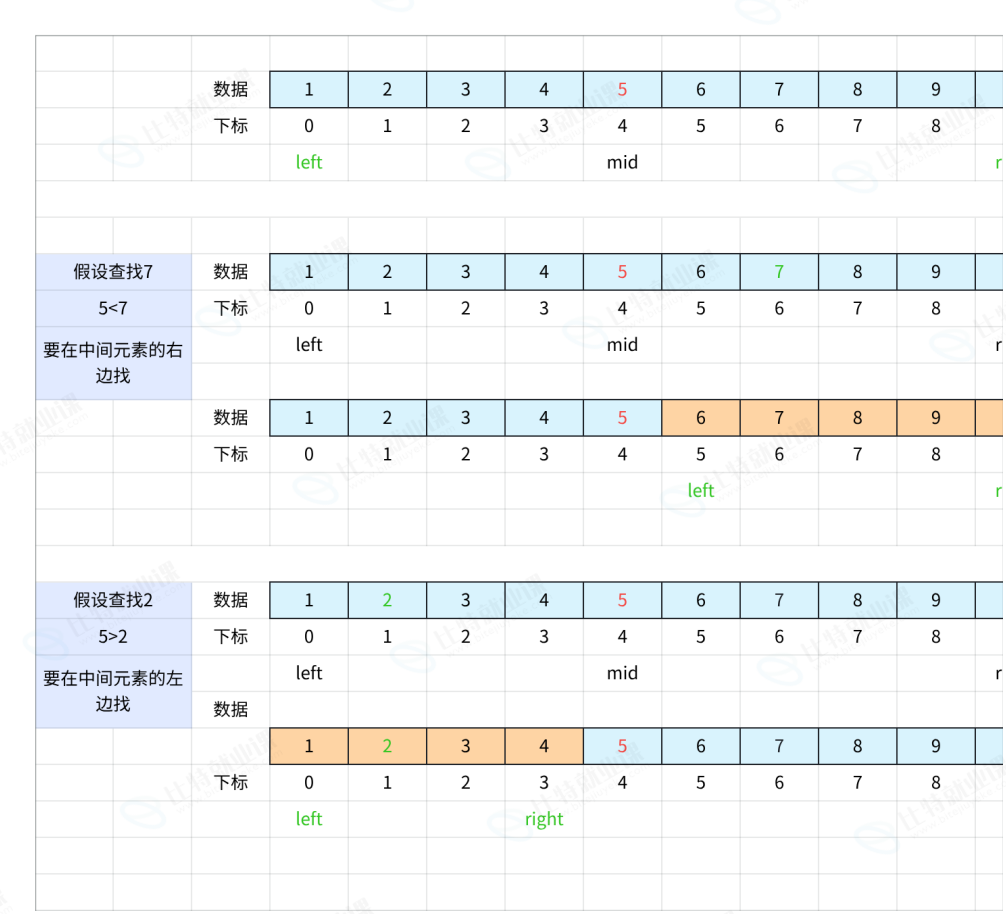 数据 1 2 3 4 5 6 7 8 9
下标 0 1 2 3 4 5 6 7 8
left mid r
假设查找7 数据 1 2 3 4 5 6 7 8 9
5<7 下标 0 1 2 3 4 5 6 7 8
left mid r
要在中间元素的右
边找
数据 1 2 3 4 5 6 7 8 9
下标 0 1 2 3 4 5 6 7 8
left r
假设查找2 数据 1 2 3 4 5 6 7 8 9
5>2 下标 0 1 2 3 4 5 6 7 8
left mid r
要在中间元素的左
边找
数据
1 2 3 4 5 6 7 8 9
下标 0 1 2 3 4 5 6 7 8
left right
比特就业课